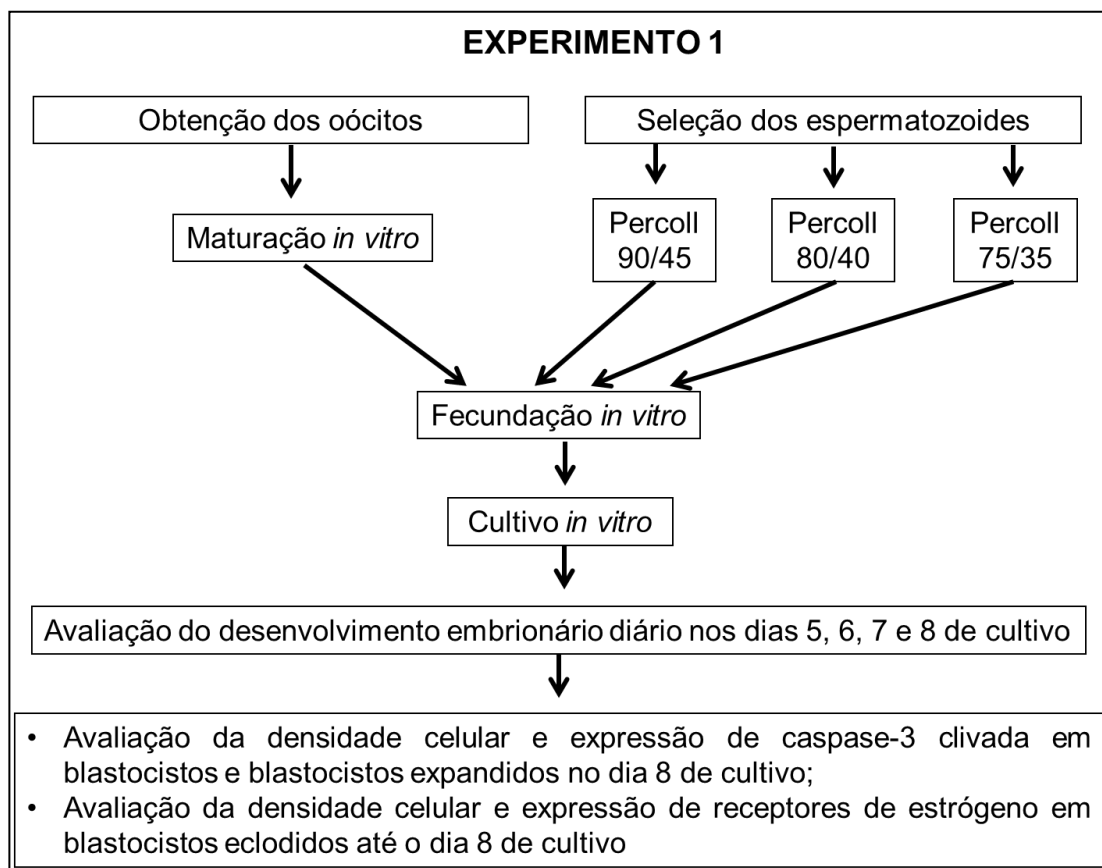 EXPERIMENTO 1
Obtenção dos oócitos
Seleção dos espermatozoides
Maturação in vitro
Percoll
90/45
Percoll
80/40
Percoll
75/35
Fecundação in vitro
Cultivo in vitro
Avaliação do desenvolvimento embrionário diário nos dias 5, 6, 7 e 8 de cultivo
• Avaliação da densidade celular e expressão de caspase-3 clivada em
blastocistos e blastocistos expandidos no dia 8 de cultivo;
• Avaliação da densidade celular e expressão de receptores de estrógeno em
blastocistos eclodidos até o dia 8 de cultivo